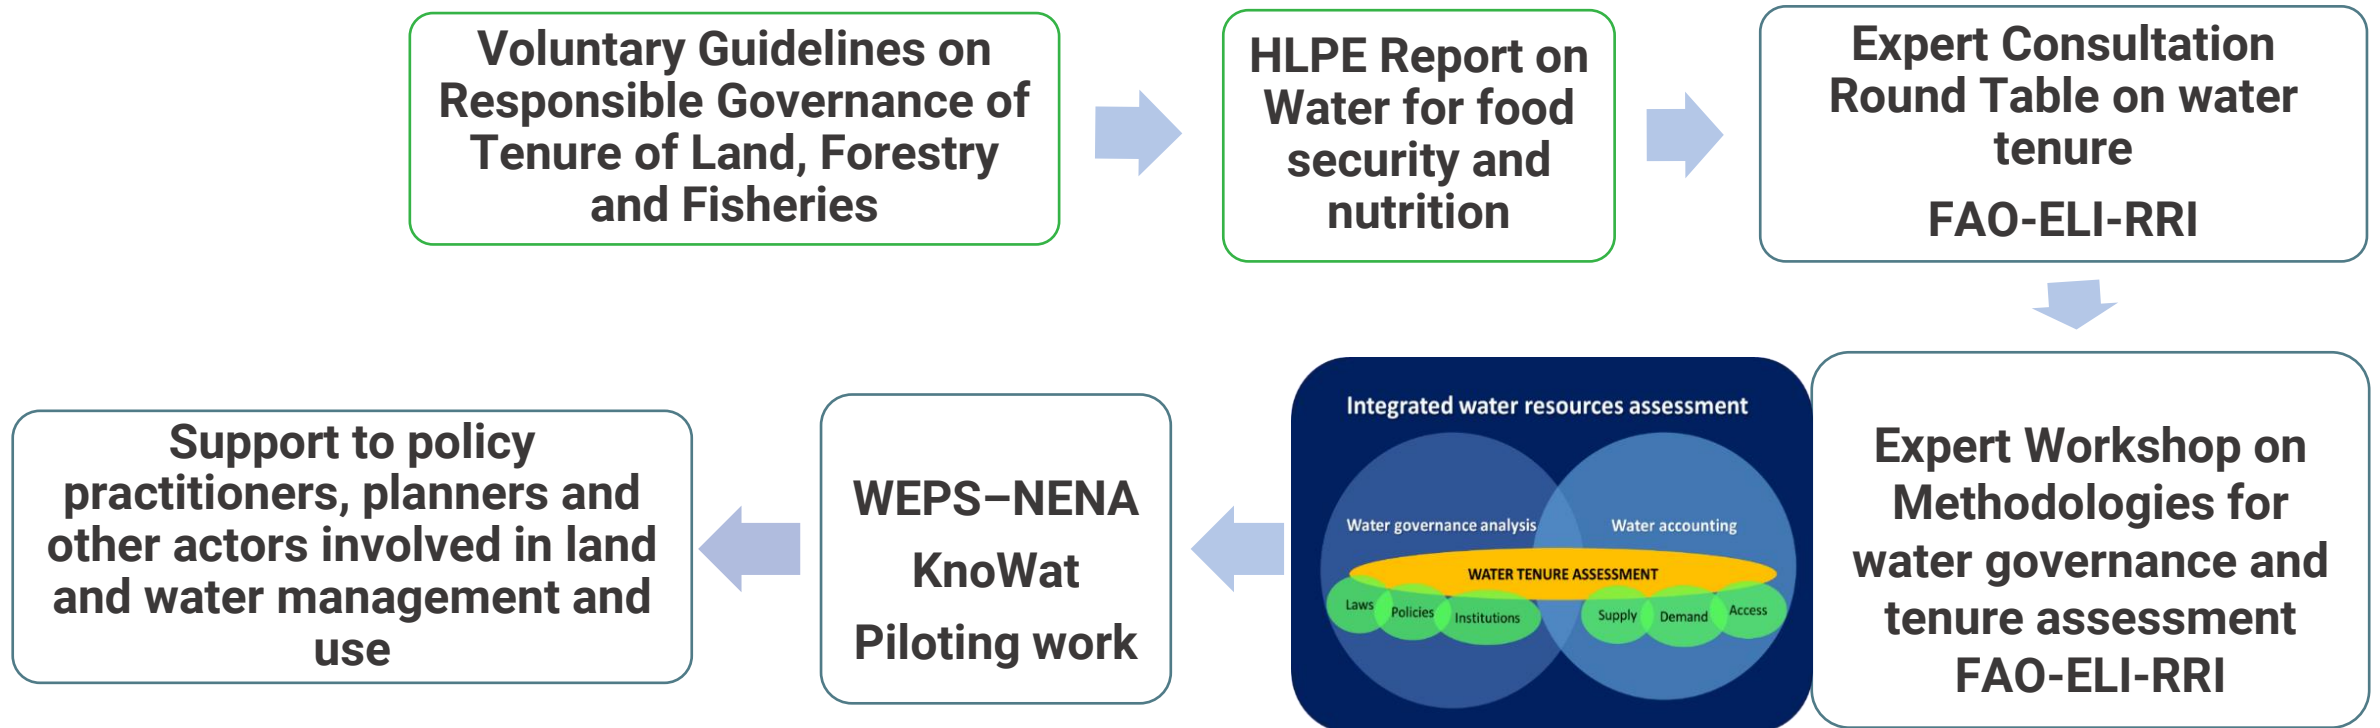 Voluntary Guidelines on
Responsible Governance of
Tenure of Land, Forestry
and Fisheries
HLPE Report on
Water for food
security and
nutrition
Expert Consultation
Round Table on water
tenure
FAO-ELI-RRI
Expert Workshop on
Methodologies for
water governance and
tenure assessment
FAO-ELI-RRI
Integrated water resources assessment
Water governance analysis
Water accounting
WATER TENURE ASSESSMENT
Laws
Policies
Institutions
Supply
Demand
Access
WEPS–NENA
KnoWat
Piloting work
Support to policy
practitioners, planners and
other actors involved in land
and water management and
use